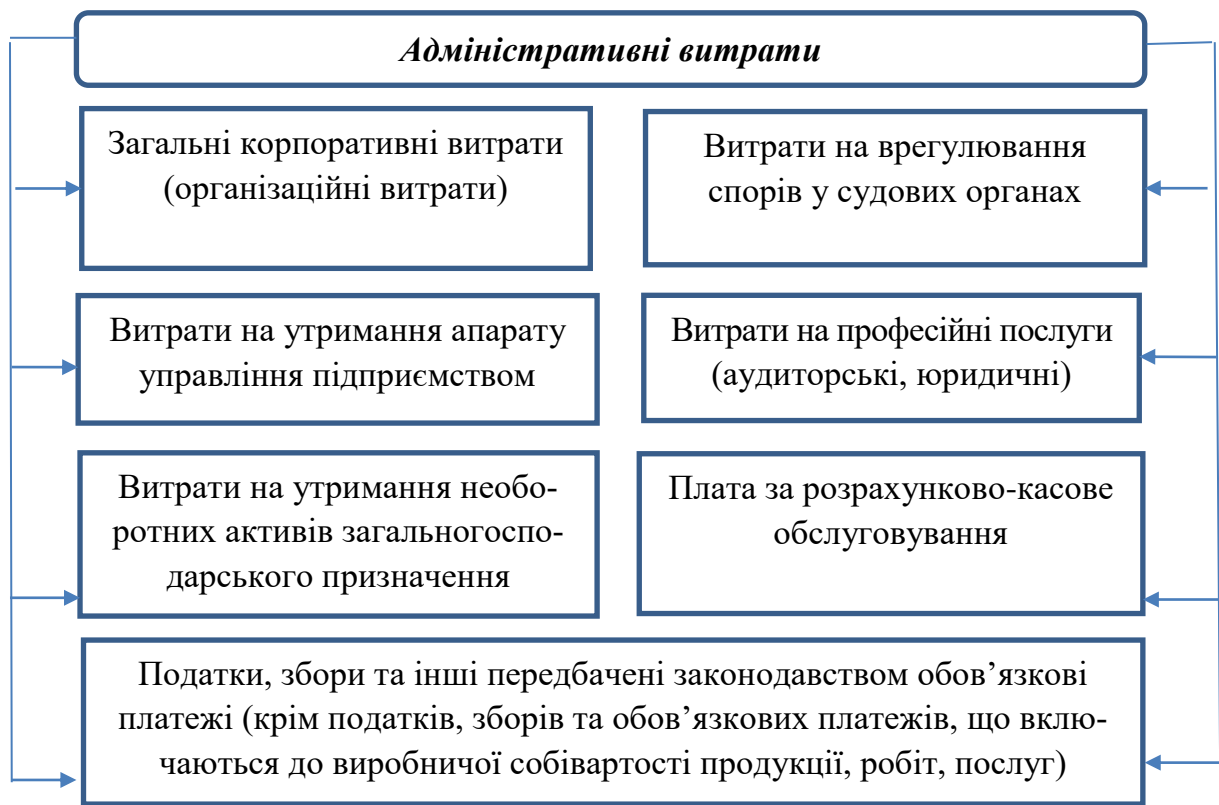 Адміністративні витрати
Загальні корпоративні витрати
(організаційні витрати)
Витрати на врегулювання
спорів у судових органах
Витрати на утримання апарату
управління підприємством
Витрати на професійні послуги
(аудиторські, юридичні)
Витрати на утримання необо-
ротних активів загальногоспо-
дарського призначення
Плата за розрахунково-касове
обслуговування
Податки, збори та інші передбачені законодавством обов’язкові
платежі (крім податків, зборів та обов’язкових платежів, що вклю-
чаються до виробничої собівартості продукції, робіт, послуг)